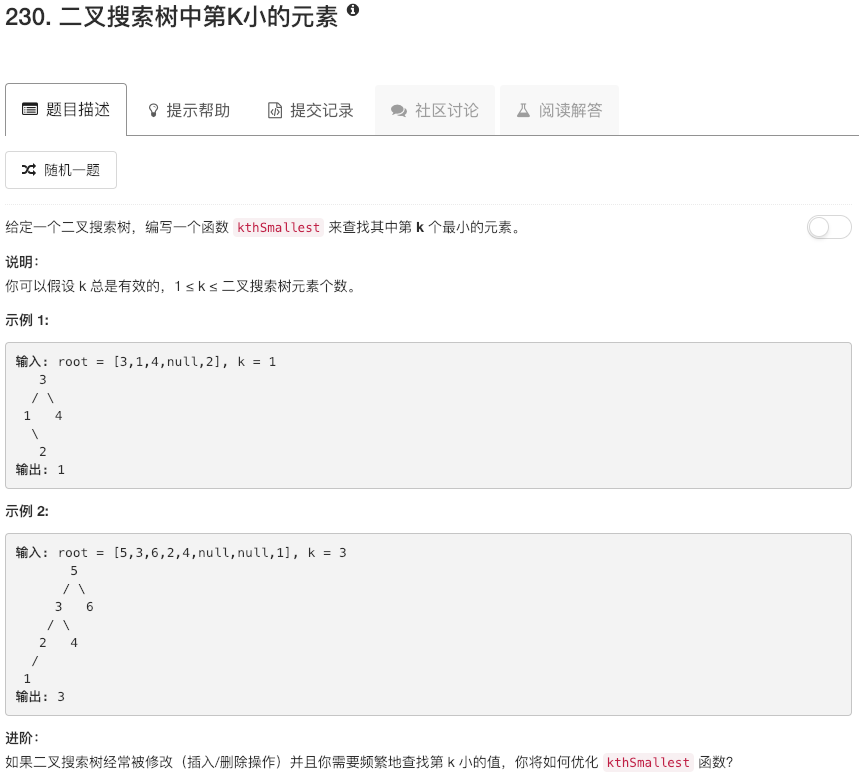 230. 二叉搜索树中第K小的元素
题目描述 提示帮助 提交记录 社区讨论 阅读解答
随机一题
给定一个二叉搜索树，编写一个函数 kthSmallest 来查找其中第 k 个最小的元素。
说明：
你可以假设 k 总是有效的，1 ≤ k ≤ 二叉搜索树元素个数。
示例 1:
输入: root = [3,1,4,null,2], k = 1
   3
  / \
 1   4
  \
   2
输出: 1
示例 2:
输入: root = [5,3,6,2,4,null,null,1], k = 3
       5
      / \
     3   6
    / \
   2   4
  /
 1
输出: 3
进阶：
如果二叉搜索树经常被修改（插入/删除操作）并且你需要频繁地查找第 k 小的值，你将如何优化 kthSmallest 函数？